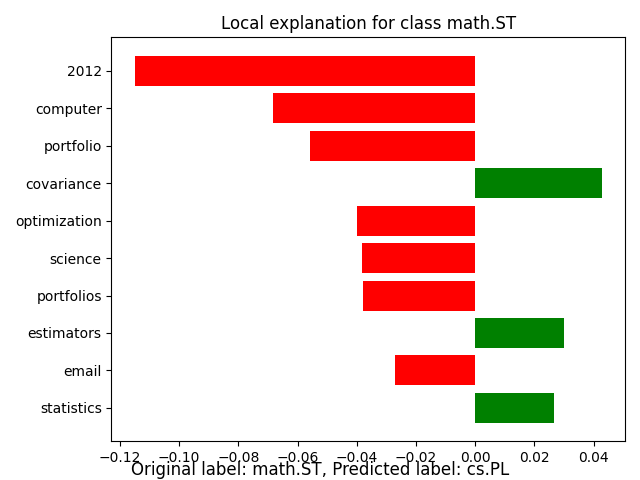 Local explanation for class math.ST
2012
computer
portfolio
covariance
optimization
science
portfolios
estimators
email
statistics
−0.12 −0.10 −0.08 −0.06 −0.04 −0.02 0.00 0.02 0.04
Original label: math.ST, Predicted label: cs.PL